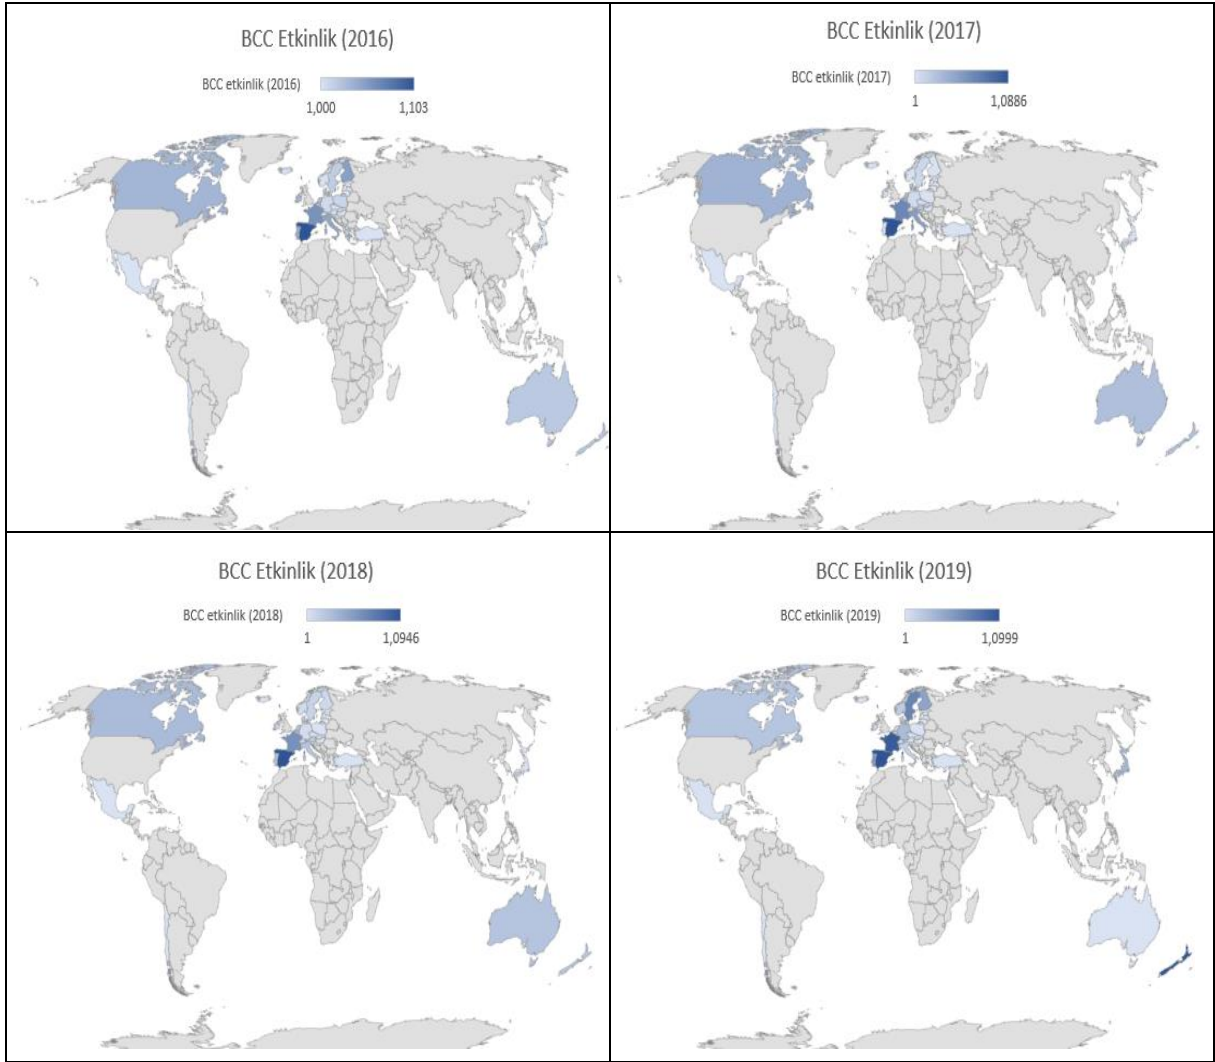 BCC Etkinlik (2016)
BCC etkinlik (2016)
1,000 1,103
BCC Etkinlik (2017)
BCC etkinlik (2017)
1 1,0886
BCC Etkinlik (2018)
BCC etkinlik (2018)
1 1,0946
BCC Etkinlik (2019)
BCC etkinlik (2019)
1 1,0999